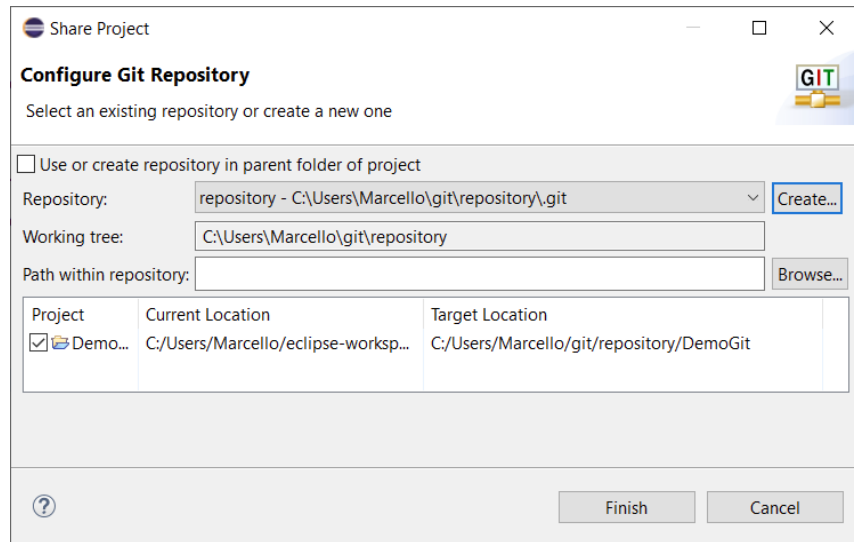 Share Project
Configure Git Repository
GIT
Select an existing repository or create a new one
Use or create repository in parent folder of project
Repository: repository - C:\Users\Marcello\git\repository\.git Create...
Working tree: C:\Users\Marcello\git\repository
Path within repository: Browse...
Project Current Location Target Location
Demo... C:/Users/Marcello/eclipse-worksp... C:/Users/Marcello/git/repository/DemoGit
? Finish Cancel